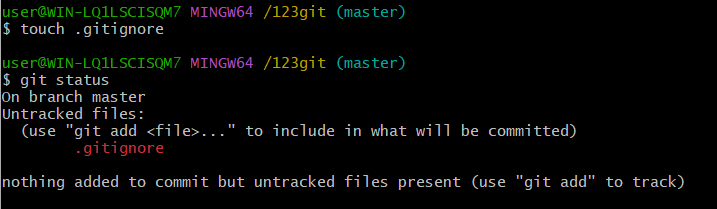 user@WIN-LQ1LSCISQM7 MINGW64 /123git (master)
$ touch .gitignore
user@WIN-LQ1LSCISQM7 MINGW64 /123git (master)
$ git status
On branch master
Untracked files:
(use "git add <file>..." to include in what will be committed)
.gitignore
nothing added to commit but untracked files present (use "git add" to track)